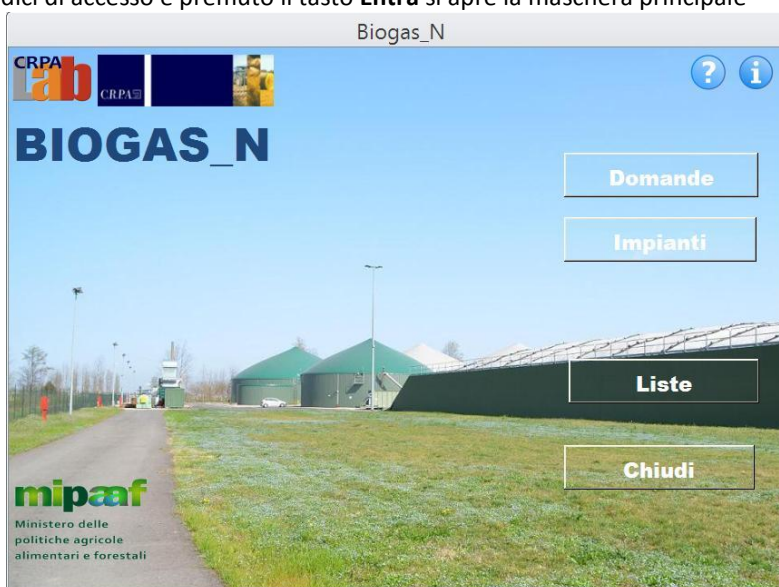 dici di accesso e premuto il tasto Entra si apre la maschera principale
Biogas_N
CRPA
Lab
CRPA
? i
BIOGAS_N
Domande
Impianti
Liste
Chiudi
mipaaf
Ministero delle
politiche agricole
alimentari e forestali